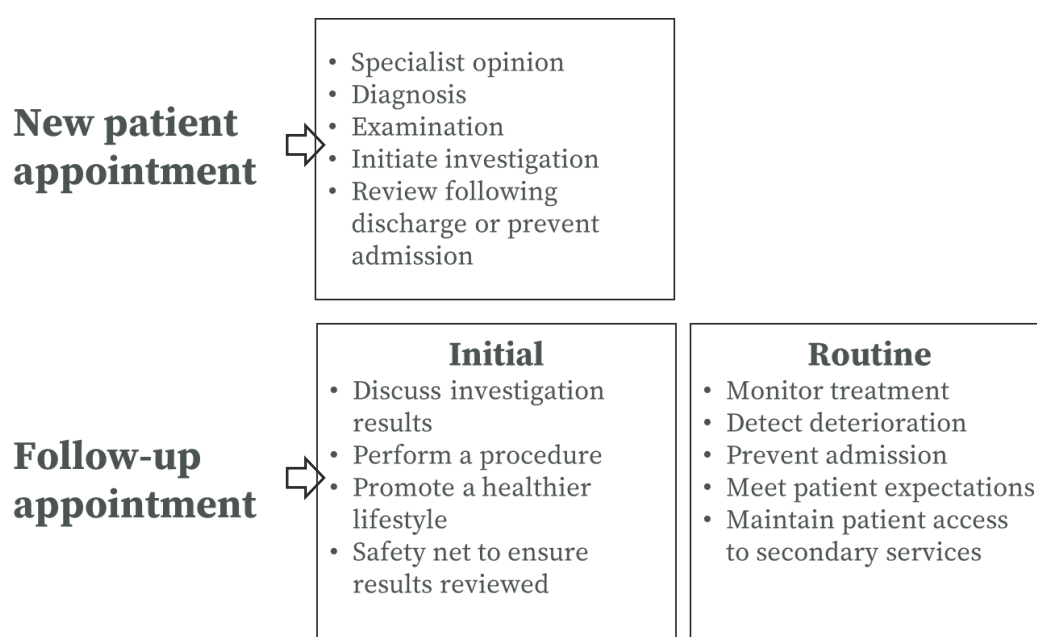 New patient
appointment
• Specialist opinion
• Diagnosis
• Examination
• Initiate investigation
• Review following
discharge or prevent
admission
Follow-up
appointment
Initial
• Discuss investigation
results
• Perform a procedure
• Promote a healthier
lifestyle
• Safety net to ensure
results reviewed
Routine
• Monitor treatment
• Detect deterioration
• Prevent admission
• Meet patient expectations
• Maintain patient access
to secondary services